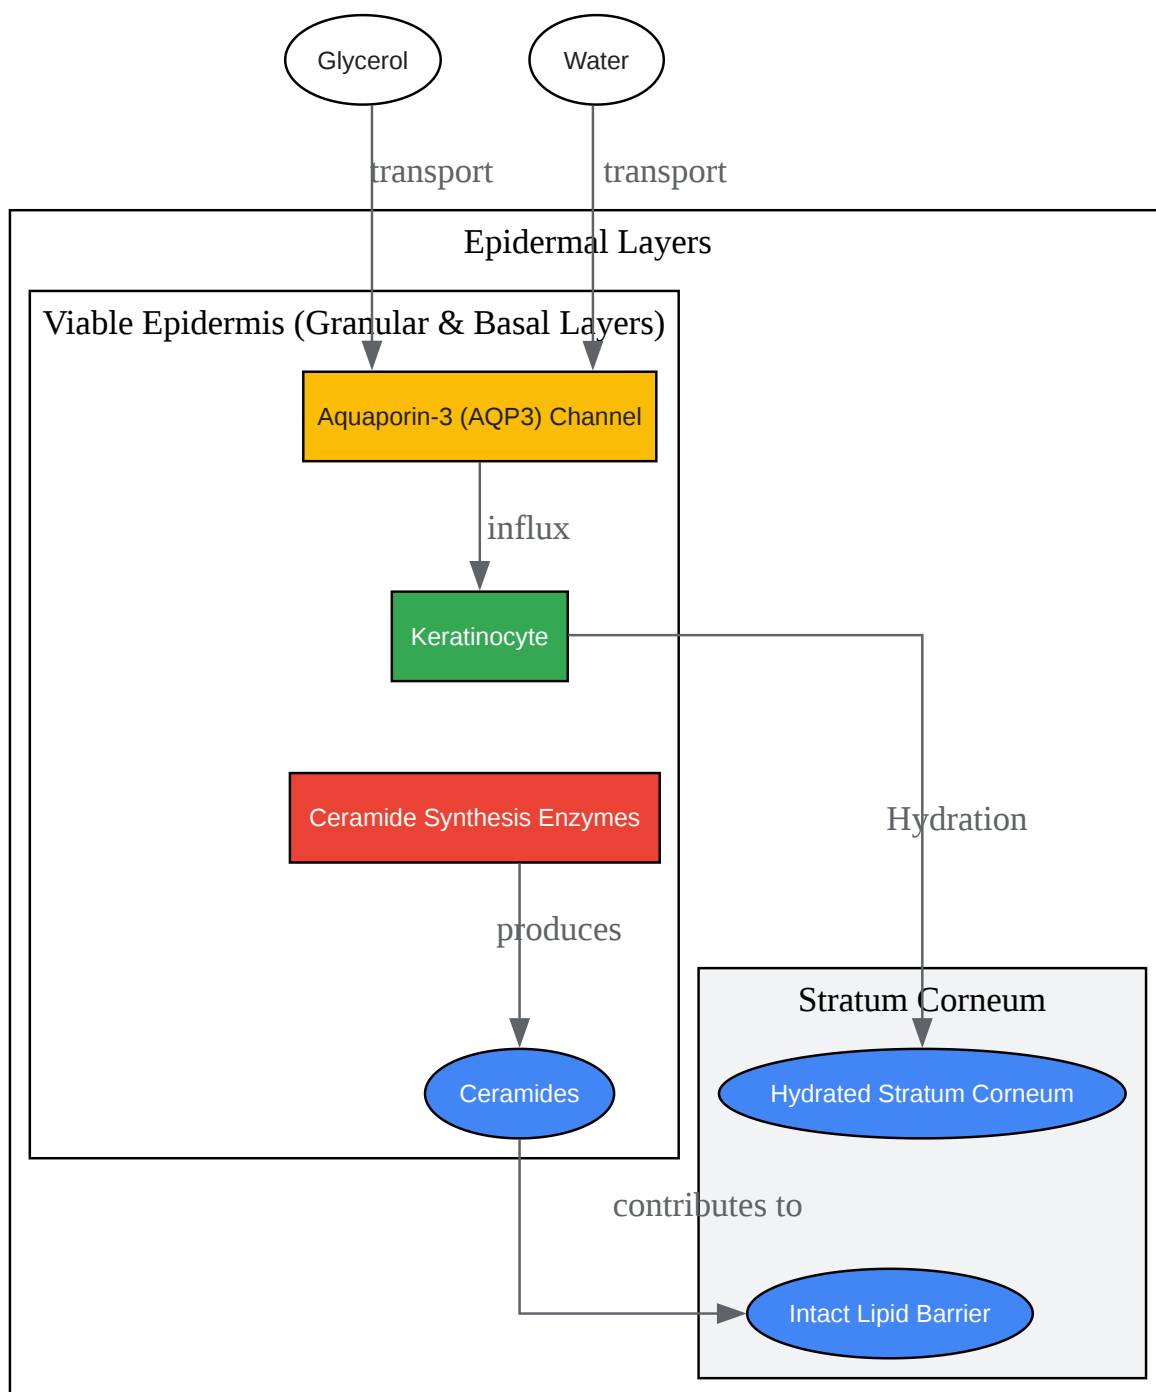 Glycerol
Water
transport
transport
Epidermal Layers
Viable Epidermis (Granular & Basal Layers)
Aquaporin-3 (AQP3) Channel
influx
Keratinocyte
Ceramide Synthesis Enzymes
Hydration
produces
Stratum Corneum
Ceramides
Hydrated Stratum Corneum
contributes to
Intact Lipid Barrier